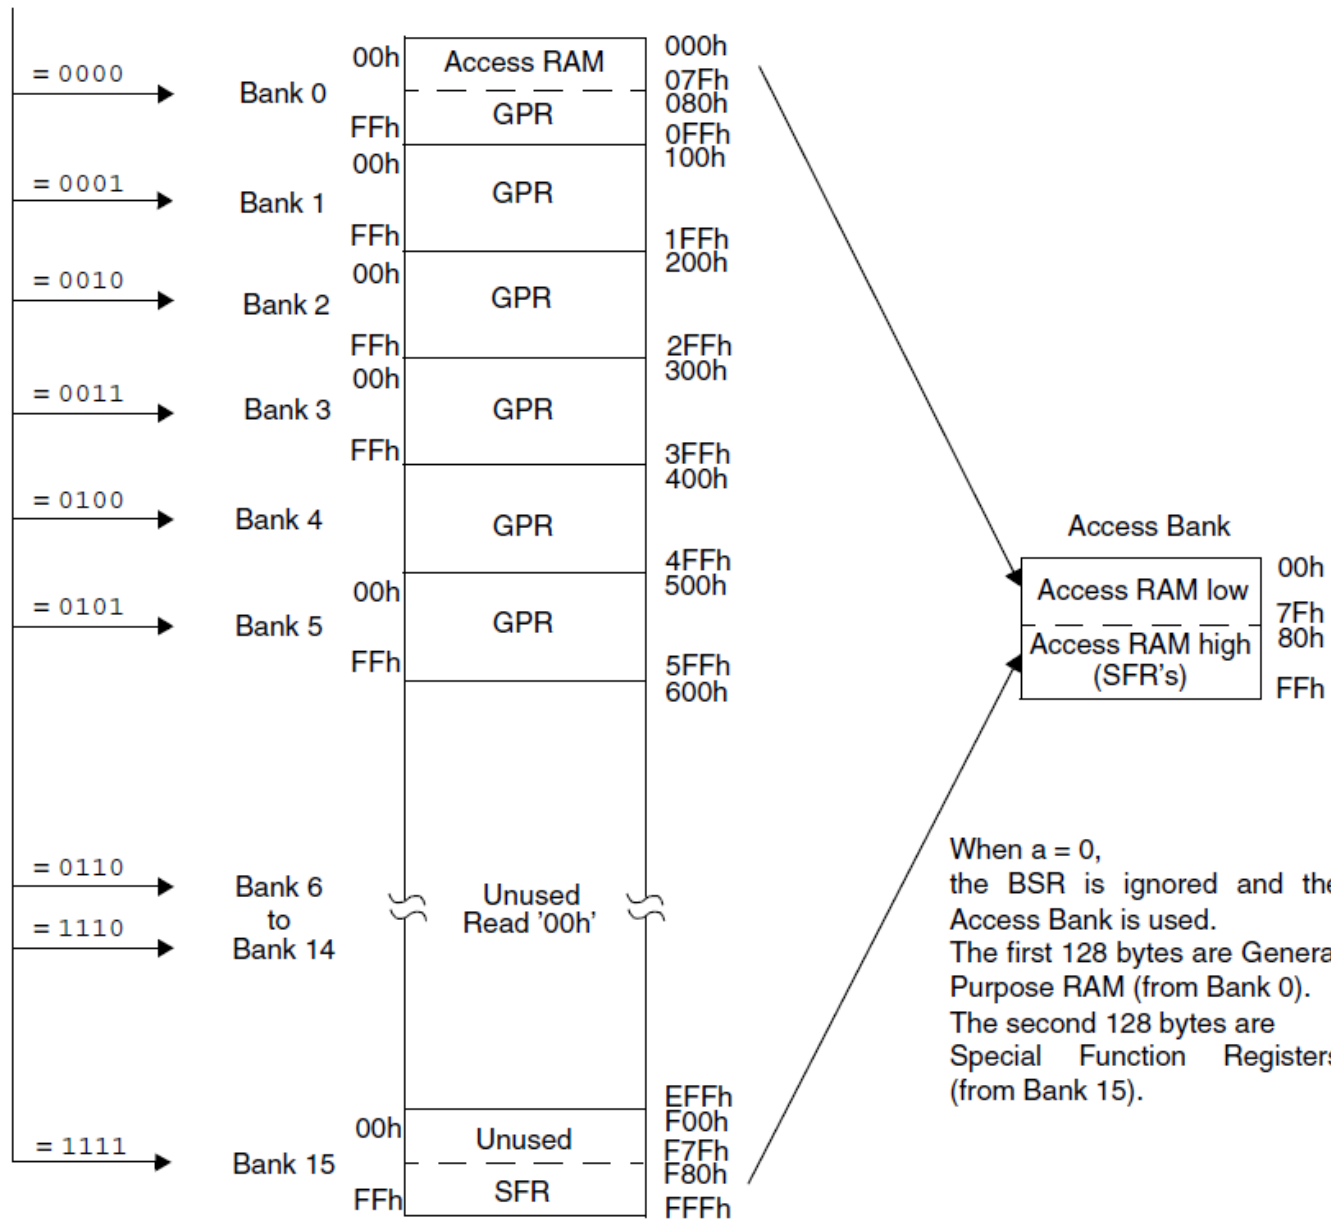 00h
Access RAM
000h
= 0000
Bank 0
07Fh
080h
FFh
GPR
0FFh
00h
100h
= 0001
Bank 1
GPR
FFh
1FFh
00h
200h
= 0010
Bank 2
GPR
FFh
2FFh
00h
300h
= 0011
Bank 3
GPR
FFh
3FFh
400h
= 0100
Bank 4
GPR
4FFh
00h
500h
= 0101
Bank 5
GPR
FFh
5FFh
600h
Access Bank
Access RAM low
00h
7Fh
Access RAM high
80h
(SFR's)
FFh
= 0110
Bank 6
to
= 1110
Bank 14
Unused
Read '00h'
When a = 0,
the BSR is ignored and the
Access Bank is used.
The first 128 bytes are Genera
Purpose RAM (from Bank 0).
The second 128 bytes are
Special Function Registers
(from Bank 15).
EFFh
00h
F00h
Unused
F7Fh
= 1111
Bank 15
F80h
FFh
SFR
FFFh